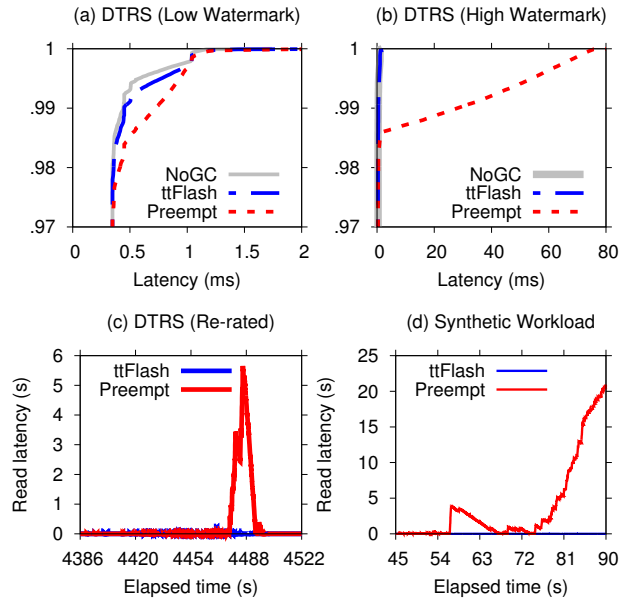 (a) DTRS (Low Watermark)
1
.99
.98
.97
NoGC
ttFlash
Preempt
0 0.5 1 1.5 2
Latency (ms)
(b) DTRS (High Watermark)
1
.99
.98
.97
NoGC
ttFlash
Preempt
0 20 40 60 80
Latency (ms)
(c) DTRS (Re-rated)
Read latency (s)
6
5
4
3
2
1
0
ttFlash
Preempt
4386 4420 4454 4488 4522
Elapsed time (s)
(d) Synthetic Workload
Read latency (s)
25
20
15
10
5
0
ttFlash
Preempt
45 54 63 72 81 90
Elapsed time (s)